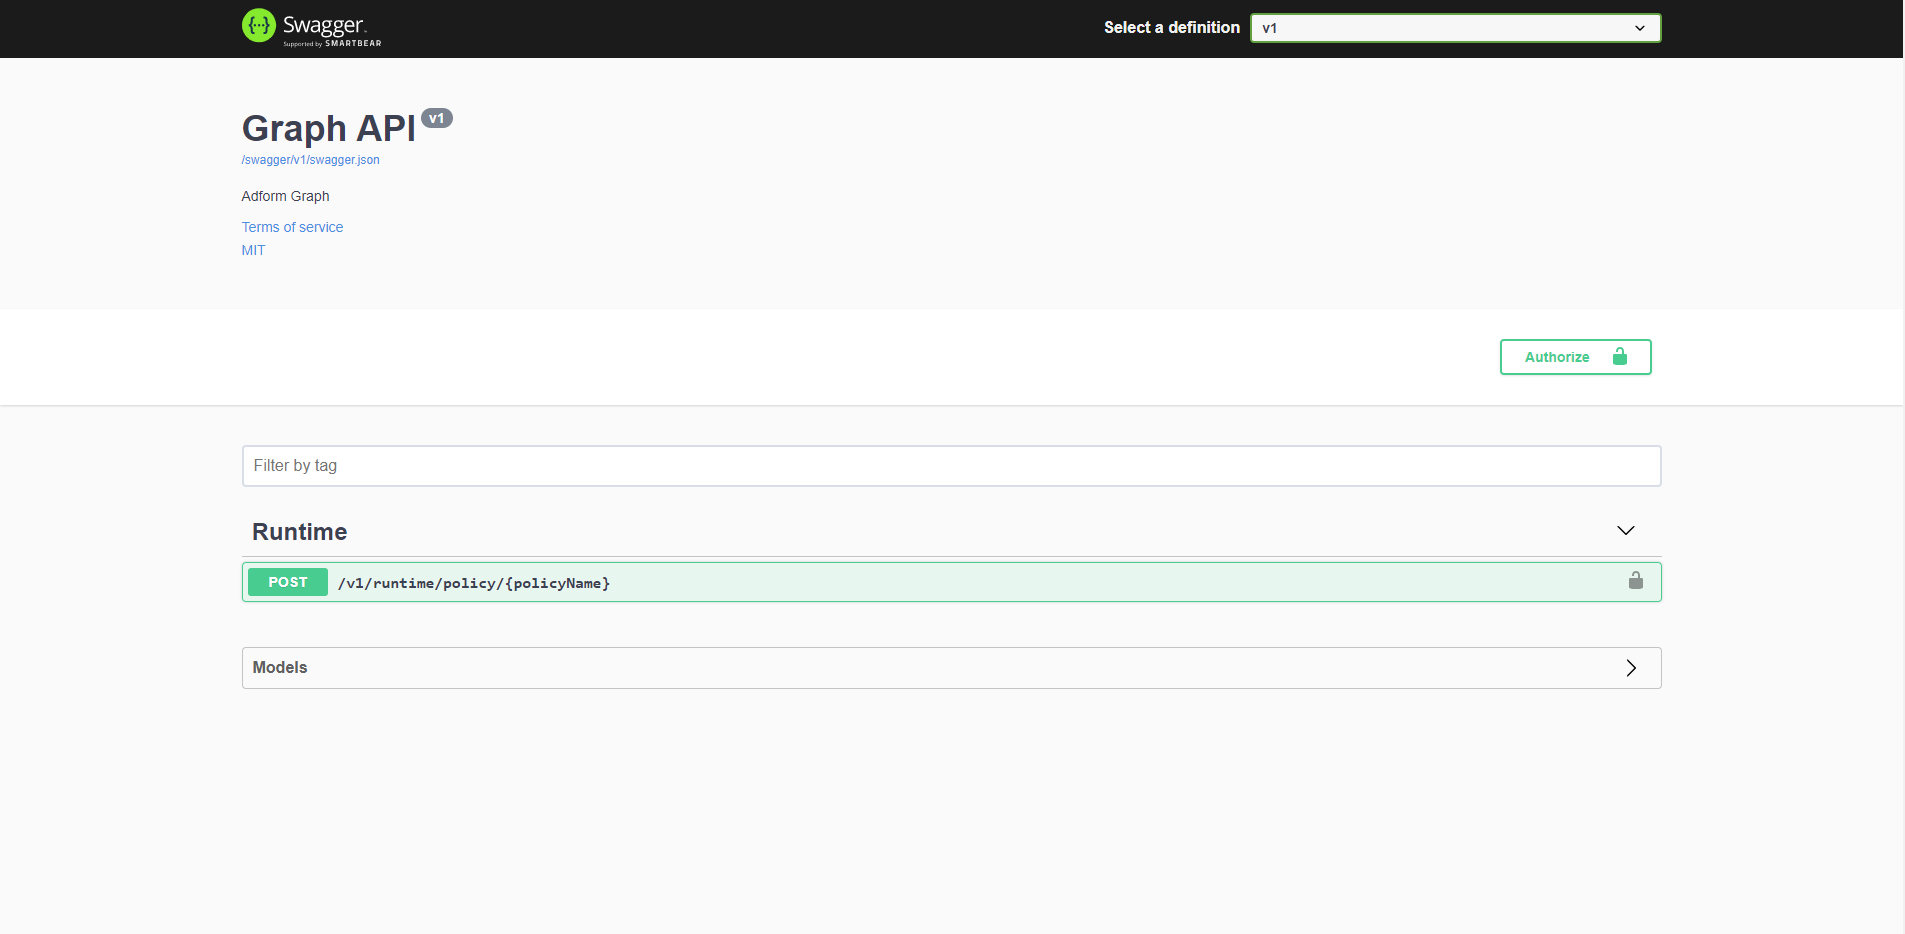 Swagger.
Supported by SMARTBEAR
Select a definition
v1
Graph API v1
/swagger/v1/swagger.json
Adform Graph
Terms of service
MIT
Authorize
Filter by tag
Runtime
POST /v1/runtime/policy/{policyName}
Models